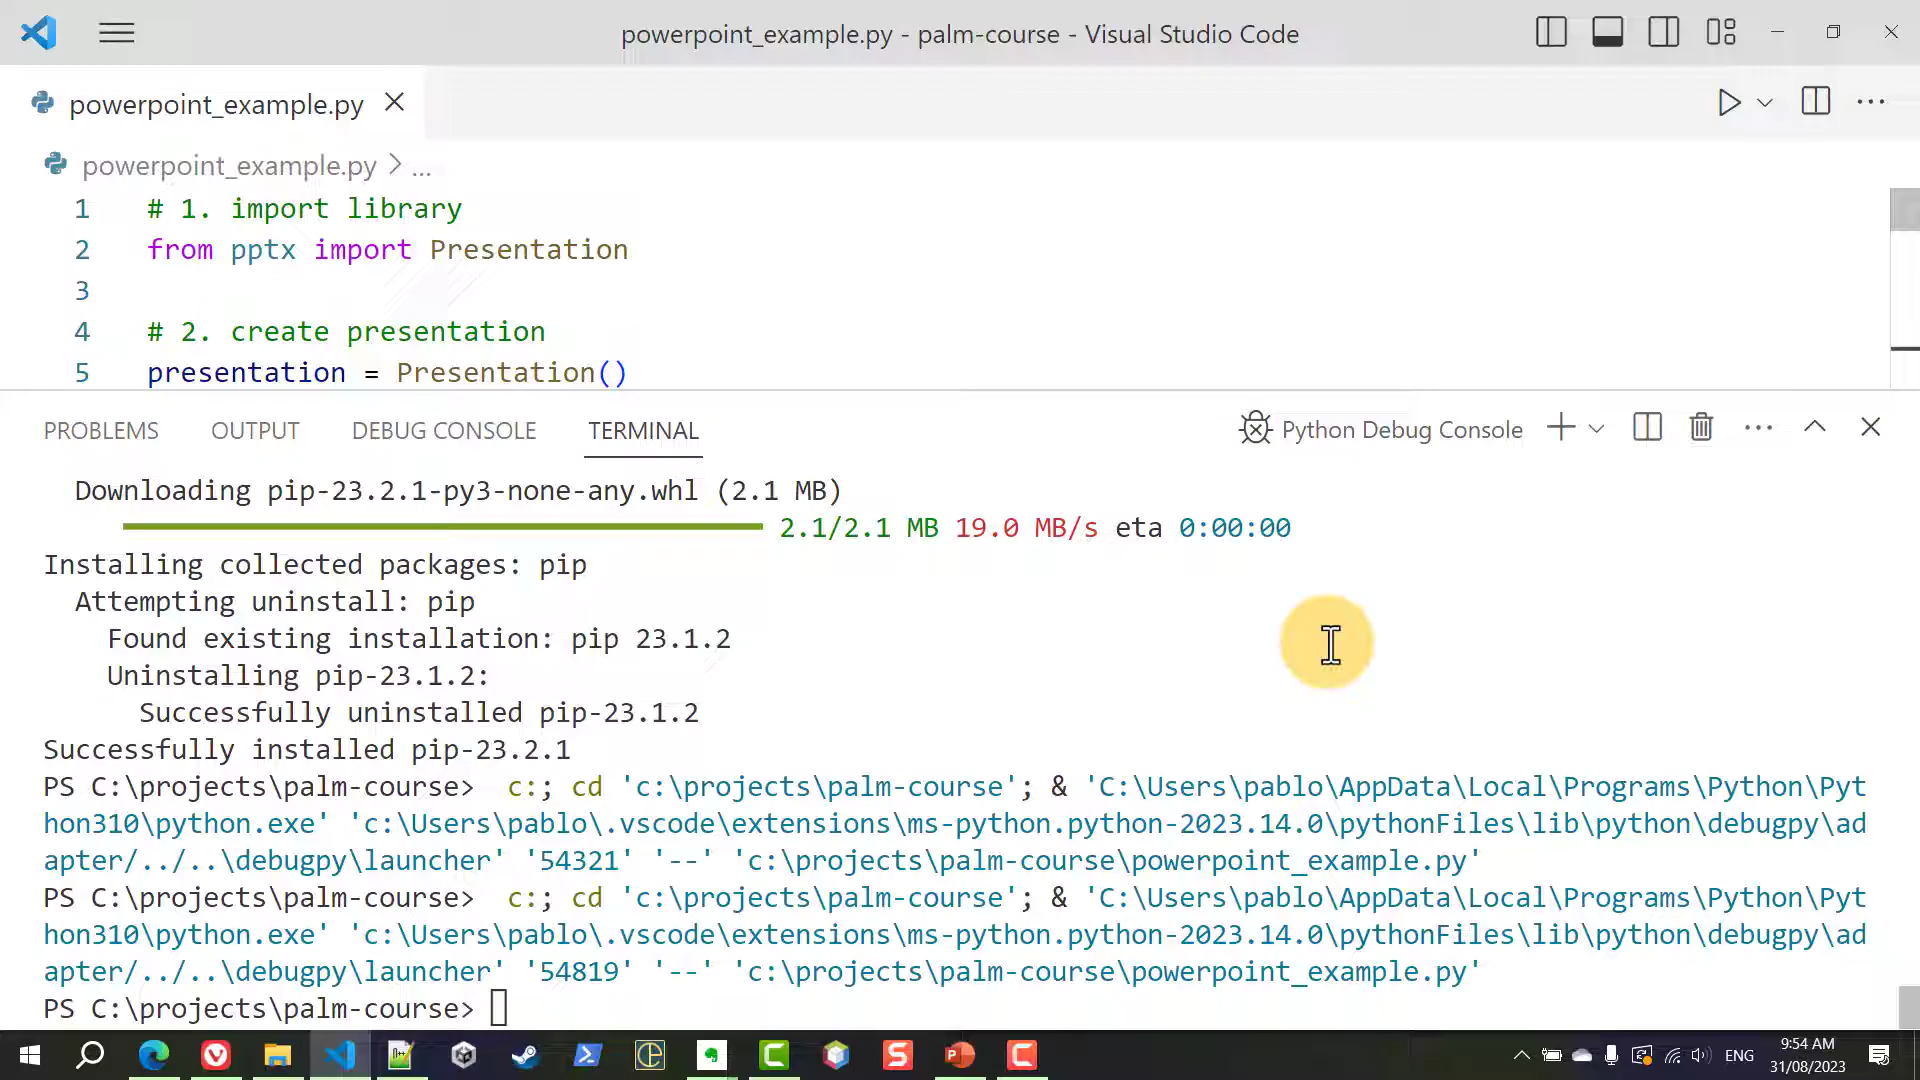 powerpoint_example.py - palm-course - Visual Studio Code
powerpoint_example.py
powerpoint_example.py > ...
1 # 1. import library
2 from pptx import Presentation
3
4 # 2. create presentation
5 presentation = Presentation()
PROBLEMS OUTPUT DEBUG CONSOLE TERMINAL Python Debug Console
Downloading pip-23.2.1-py3-none-any.whl (2.1 MB)
2.1/2.1 MB 19.0 MB/s eta 0:00:00
Installing collected packages: pip
Attempting uninstall: pip
Found existing installation: pip 23.1.2
Uninstalling pip-23.1.2:
Successfully uninstalled pip-23.1.2
Successfully installed pip-23.2.1
PS C:\projects\palm-course>  c:; cd 'c:\projects\palm-course'; & 'C:\Users\pablo\AppData\Local\Programs\Python\Pyt
hon310\python.exe' 'c:\Users\pablo\.vscode\extensions\ms-python.python-2023.14.0\pythonFiles\lib\python\debugpy\ad
apter/../..\debugpy\launcher' '54321' '--' 'c:\projects\palm-course\powerpoint_example.py'
PS C:\projects\palm-course>  c:; cd 'c:\projects\palm-course'; & 'C:\Users\pablo\AppData\Local\Programs\Python\Pyt
hon310\python.exe' 'c:\Users\pablo\.vscode\extensions\ms-python.python-2023.14.0\pythonFiles\lib\python\debugpy\ad
apter/../..\debugpy\launcher' '54819' '--' 'c:\projects\palm-course\powerpoint_example.py'
PS C:\projects\palm-course>
ENG
9:54 AM
31/08/2023